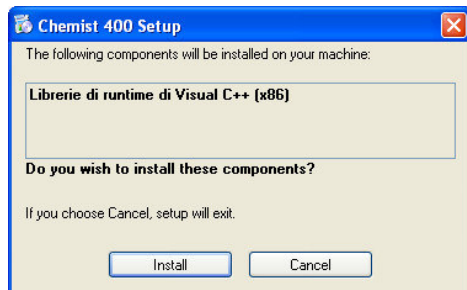 Chemist 400 Setup
The following components will be installed on your machine:
Librerie di runtime di Visual C++ (x86)
Do you wish to install these components?
If you choose Cancel, setup will exit.
Install
Cancel